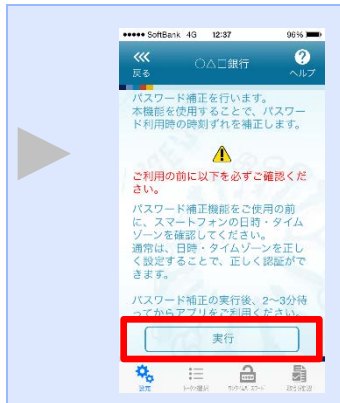 ●●●●● SoftBank 4G 12:37 96%
戻る
○△□銀行
ヘルプ
パスワード補正を行います。
本機能を使用することで、パスワー
ド利用時の時刻ずれを補正します。
ご利用の前に以下を必ずご確認くだ
さい。
パスワード補正機能をご使用の前
に、スマートフォンの日時・タイム
ゾーンを確認してください。
通常は、日時・タイムゾーンを正し
く設定することで、正しく認証がで
きます。
パスワード補正の実行後、2～3分待
ってからアプリをご利用ください。
実行
設定